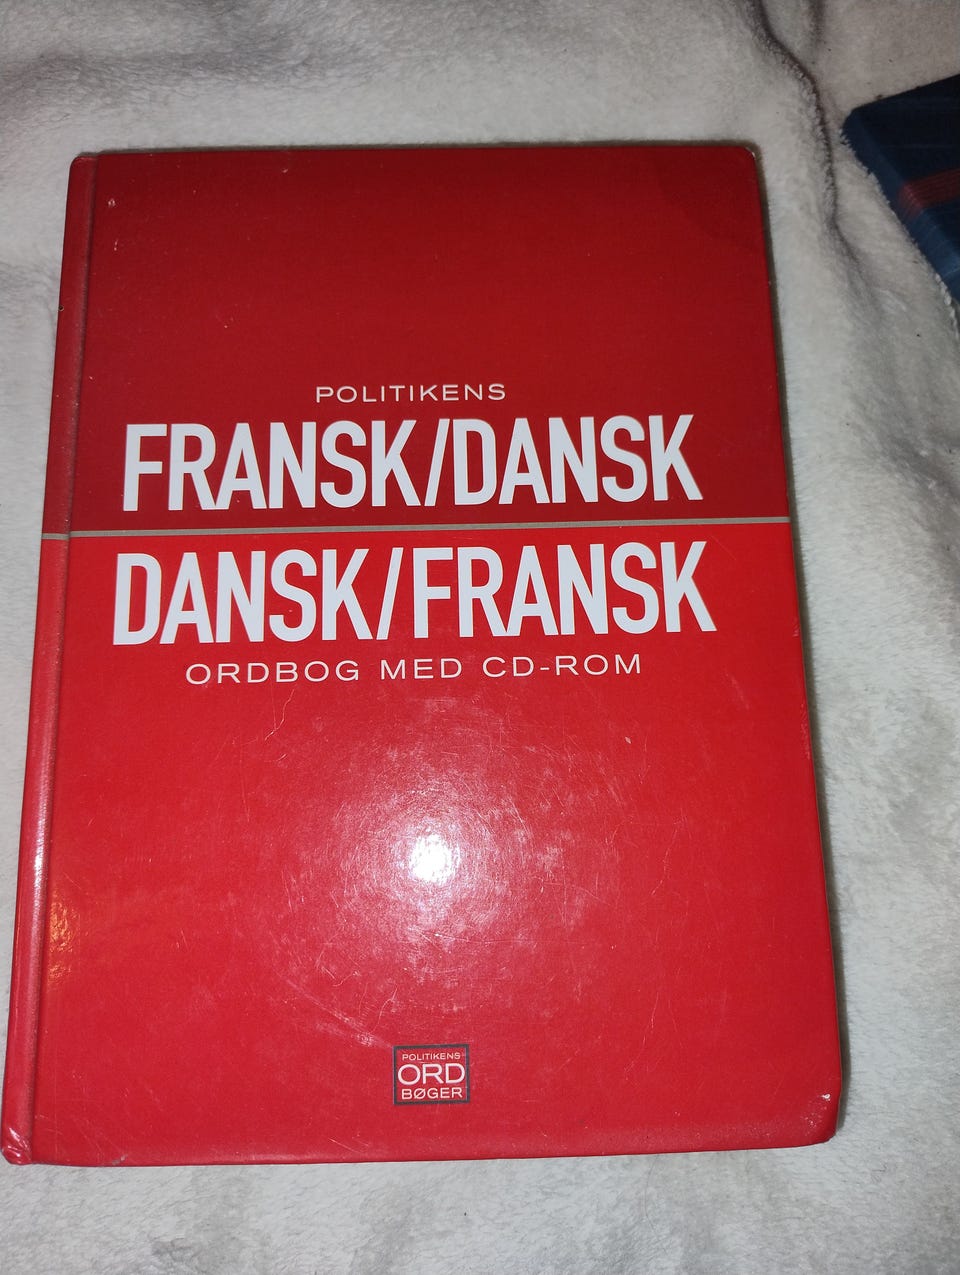 POLITIKENS
FRANSK/DANSK
DANSK/FRANSK
ORDBOG MED CD-ROM
POLITIKENS
ORD
BØGER